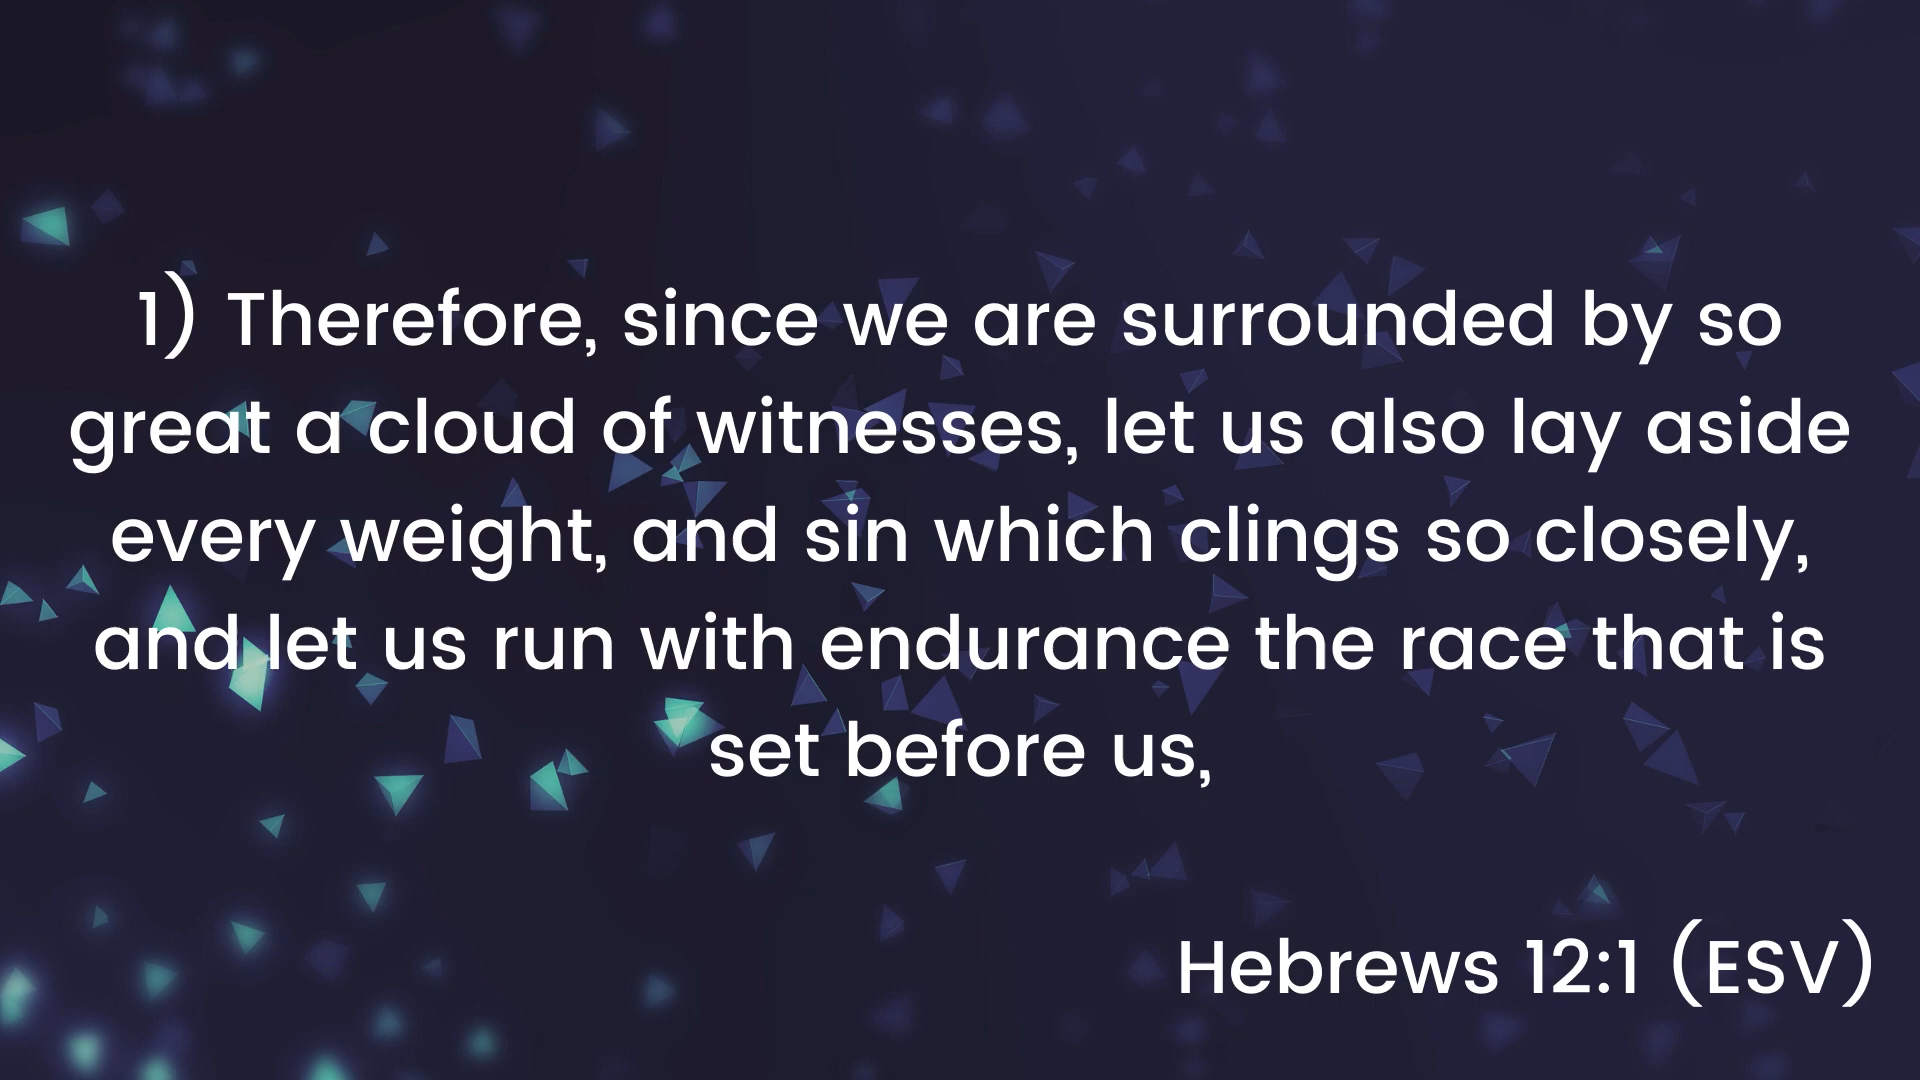 1) Therefore, since we are surrounded by so
great a cloud of witnesses, let us also lay aside
every weight, and sin which clings so closely,
and let us run with endurance the race that is
set before us,
Hebrews 12:1 (ESV)